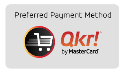 Preferred Payment Method
Qkr!
by MasterCard